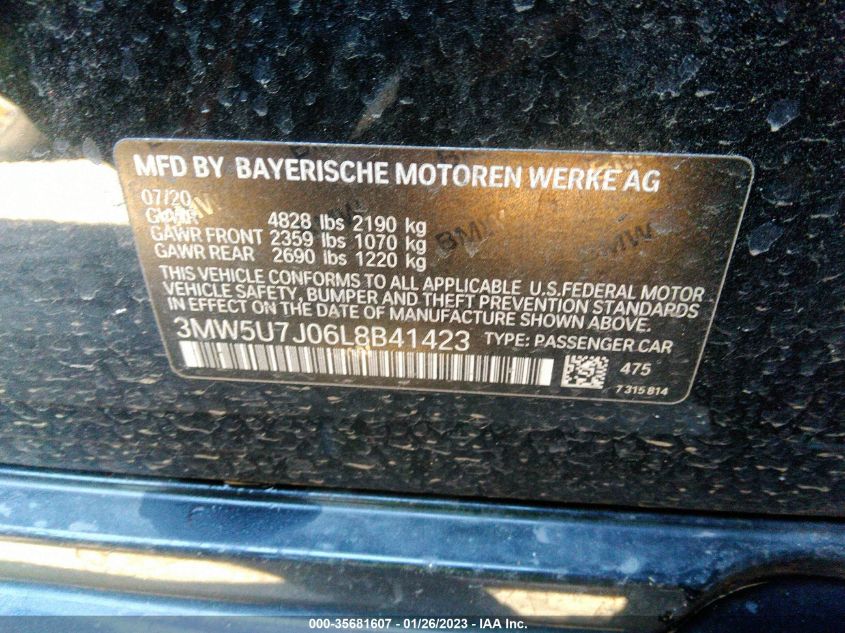 MFD BY BAYERISCHE MOTOREN WERKE AG
07/20
GVWR 4828 lbs 2190 kg
GAWR FRONT 2359 lbs 1070 kg
GAWR REAR 2690 lbs 1220 kg
THIS VEHICLE CONFORMS TO ALL APPLICABLE U.S.FEDERAL MOTOR
VEHICLE SAFETY, BUMPER AND THEFT PREVENTION STANDARDS
IN EFFECT ON THE DATE OF MANUFACTURE SHOWN ABOVE.
3MW5U7J06L8B41423 TYPE: PASSENGER CAR
475
7 315 814
BMW
BMW
000-35681607 - 01/26/2023 - IAA Inc.